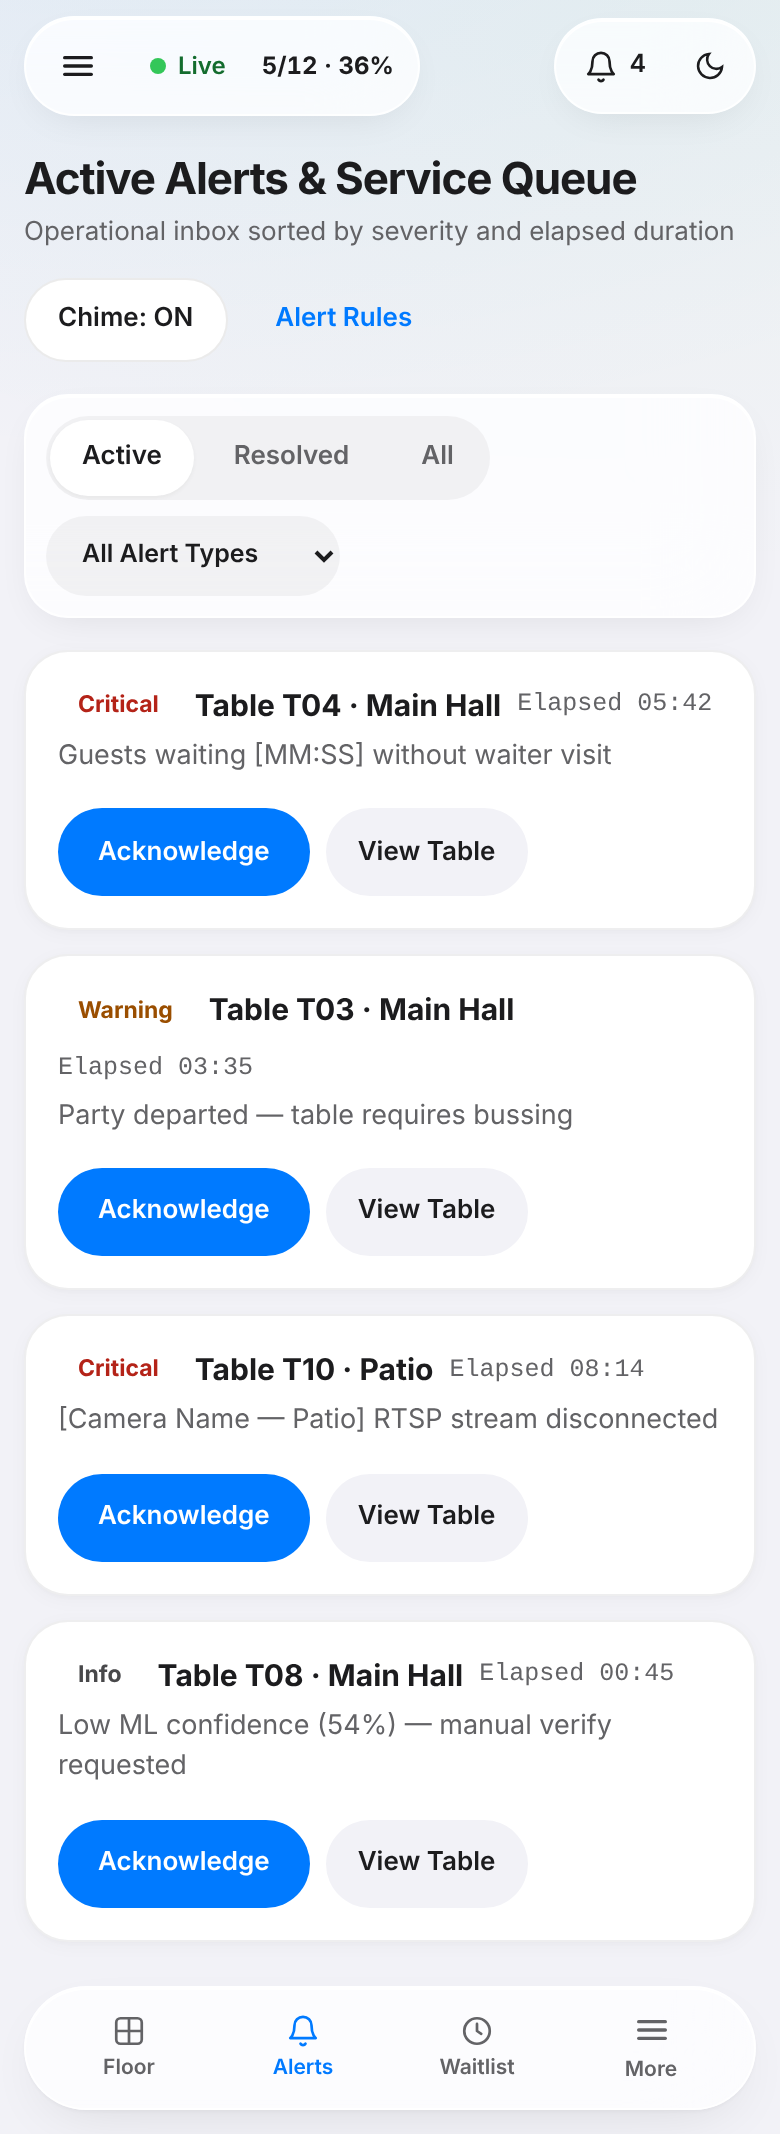 Live 5/12 · 36% 4
Active Alerts & Service Queue
Operational inbox sorted by severity and elapsed duration
Chime: ON Alert Rules
Active Resolved All
All Alert Types
Critical Table T04 · Main Hall Elapsed 05:42
Guests waiting [MM:SS] without waiter visit
Acknowledge View Table
Warning Table T03 · Main Hall
Elapsed 03:35
Party departed — table requires bussing
Acknowledge View Table
Critical Table T10 · Patio Elapsed 08:14
[Camera Name — Patio] RTSP stream disconnected
Acknowledge View Table
Info Table T08 · Main Hall Elapsed 00:45
Low ML confidence (54%) — manual verify
requested
Acknowledge View Table
Floor Alerts Waitlist More